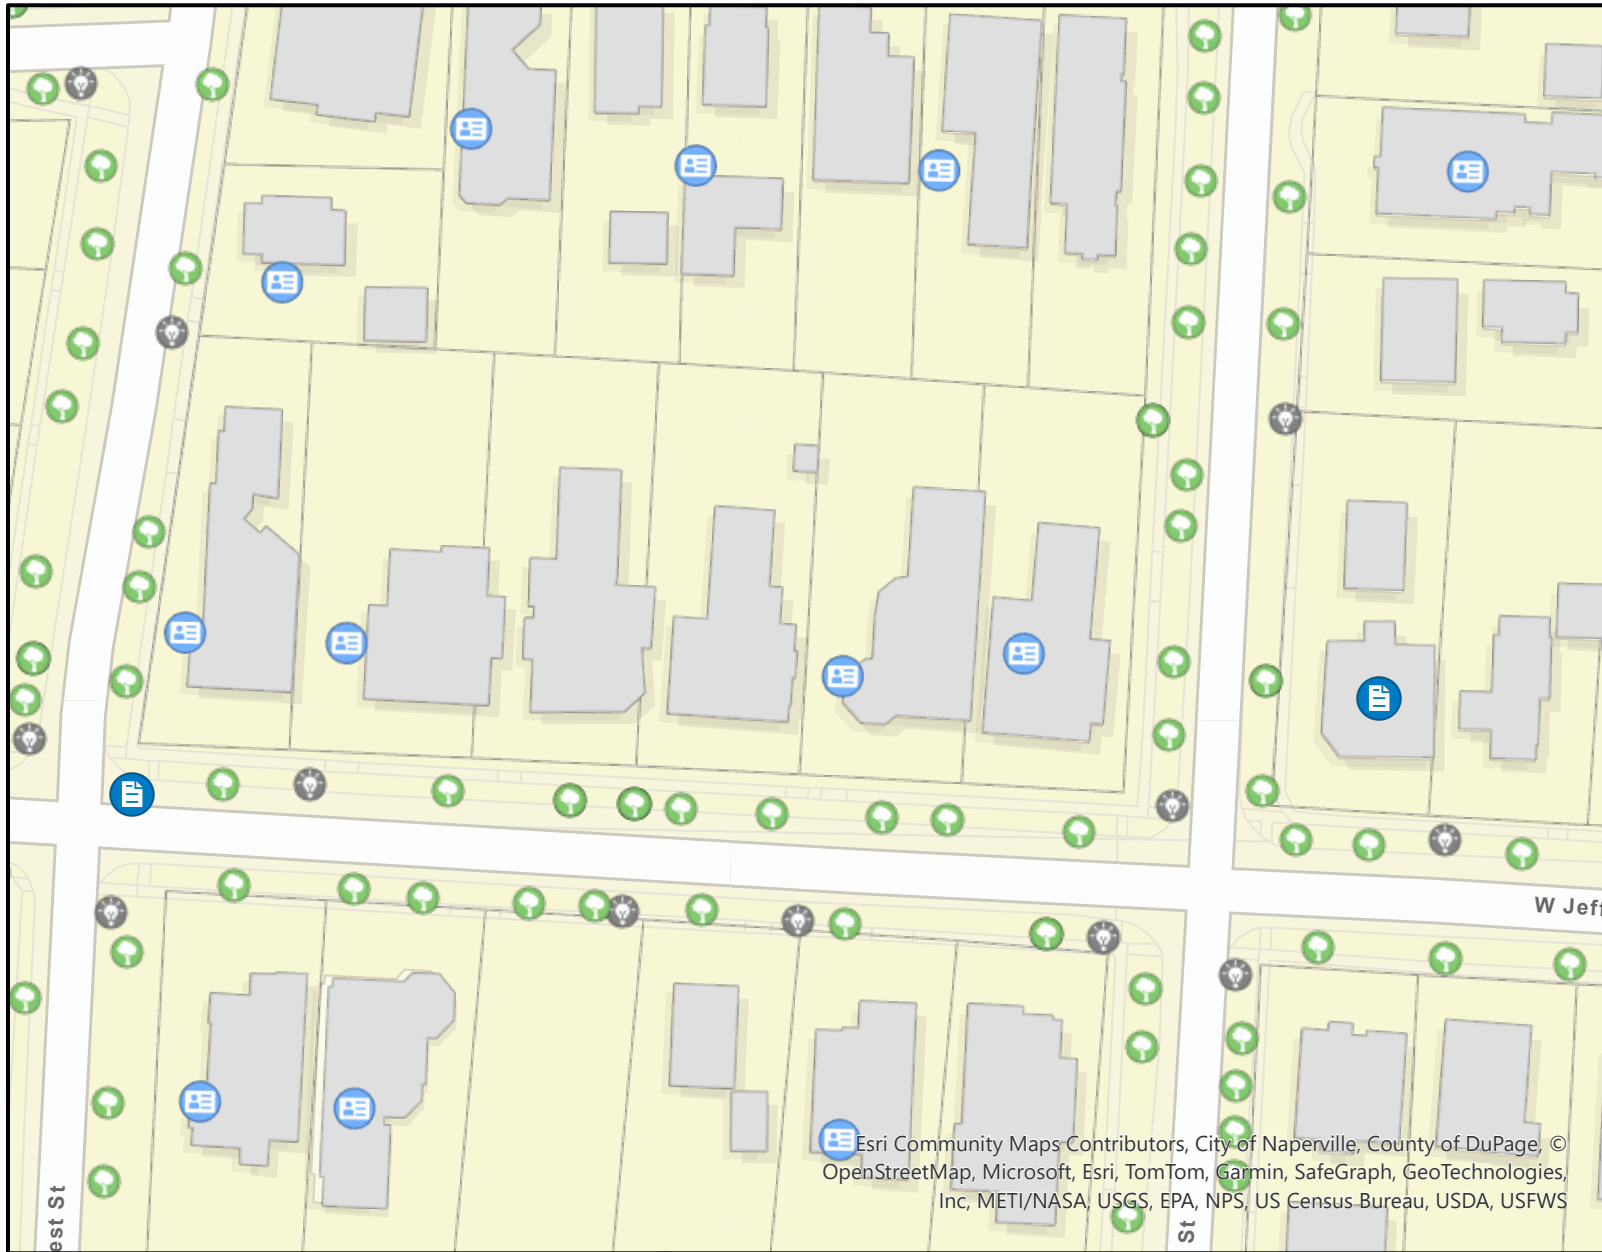 W Jeff
est St
St
Esri Community Maps Contributors, City of Naperville, County of DuPage, ©
OpenStreetMap, Microsoft, Esri, TomTom, Garmin, SafeGraph, GeoTechnologies,
Inc, METI/NASA, USGS, EPA, NPS, US Census Bureau, USDA, USFWS